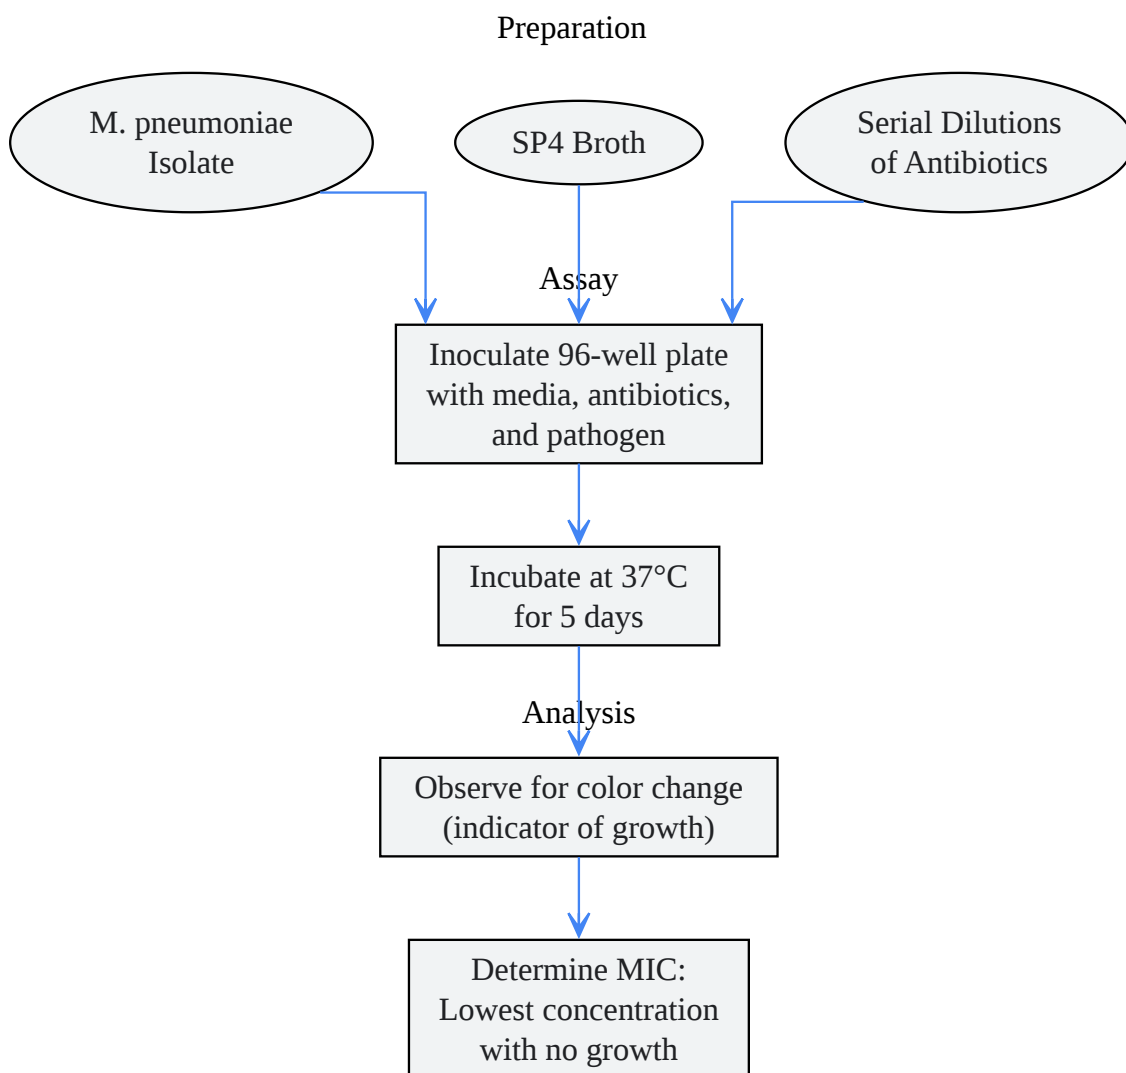 Preparation
M. pneumoniae
Isolate
SP4 Broth
Serial Dilutions
of Antibiotics
Assay
Inoculate 96-well plate
with media, antibiotics,
and pathogen
Incubate at 37°C
for 5 days
Analysis
Observe for color change
(indicator of growth)
Determine MIC:
Lowest concentration
with no growth